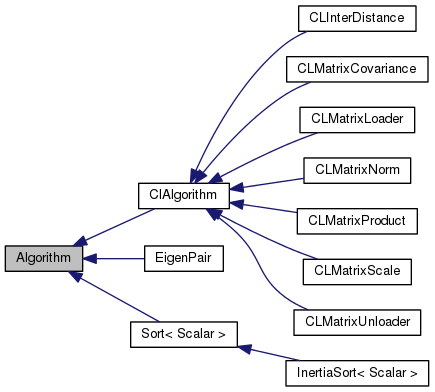 CLInterDistance
CLMatrixCovariance
CLMatrixLoader
CLMatrixNorm
ClAlgorithm
CLMatrixProduct
Algorithm
EigenPair
CLMatrixScale
CLMatrixUnloader
Sort< Scalar >
InertiaSort< Scalar >